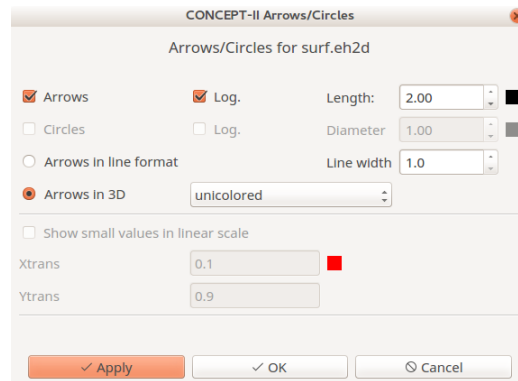 CONCEPT-II Arrows/Circles
Arrows/Circles for surf.eh2d
Arrows Log. Length: 2.00
Circles Log. Diameter 1.00
Arrows in line format Line width 1.0
Arrows in 3D unicolored
Show small values in linear scale
Xtrans 0.1
Ytrans 0.9
Apply OK Cancel